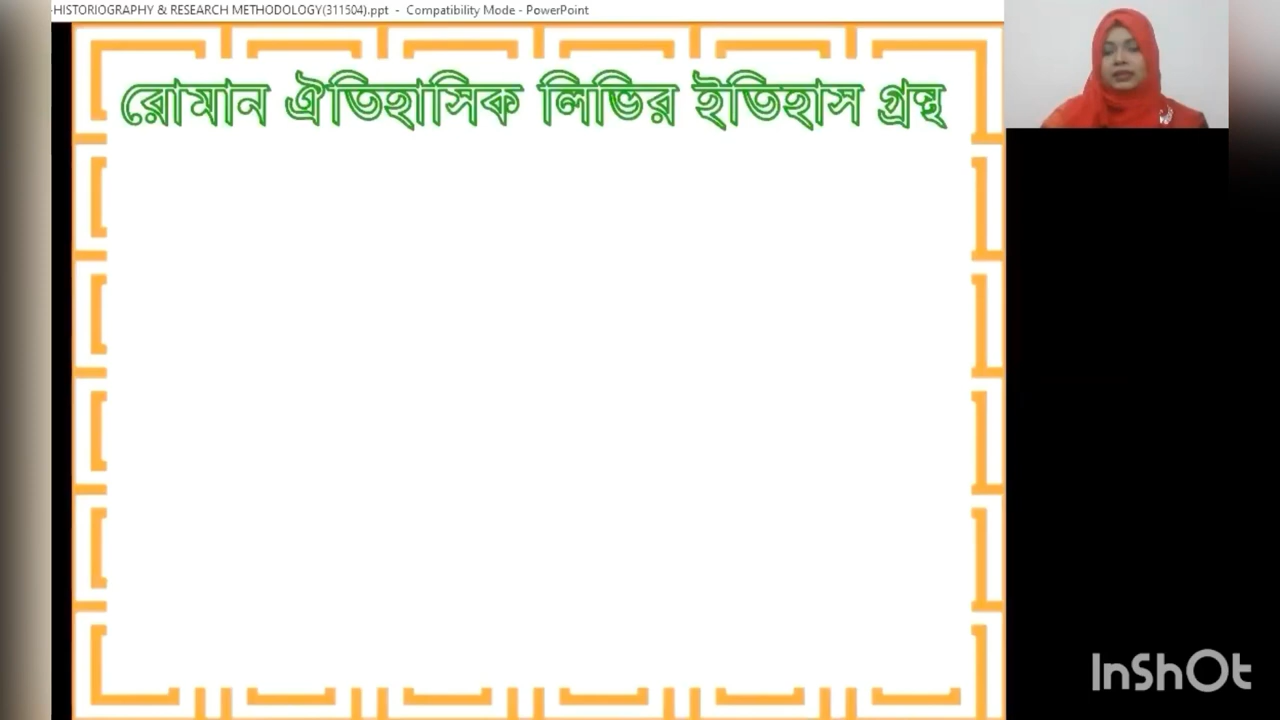 -HISTORIOGRAPHY & RESEARCH METHODOLOGY(311504).ppt - Compatibility Mode - PowerPoint
রোমান ঐতিহাসিক লিভির ইতিহাস গ্রন্থ
InShOt